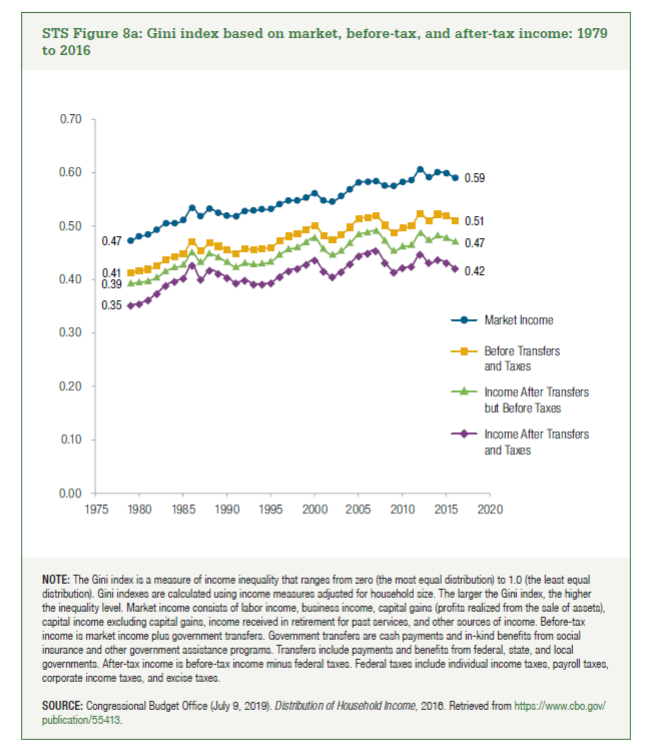 STS Figure 8a: Gini index based on market, before-tax, and after-tax income: 1979
to 2016
0.70
0.60
0.50
0.40
0.30
0.20
0.10
0.00
0.47
0.41
0.39
0.35
0.59
0.51
0.47
0.42
Market Income
Before Transfers
and Taxes
Income After Transfers
but Before Taxes
Income After Transfers
and Taxes
1975 1980 1985 1990 1995 2000 2005 2010 2015 2020
NOTE: The Gini index is a measure of income inequality that ranges from zero (the most equal distribution) to 1.0 (the least equal
distribution). Gini indexes are calculated using income measures adjusted for household size. The larger the Gini index, the higher
the inequality level. Market income consists of labor income, business income, capital gains (profits realized from the sale of assets),
capital income excluding capital gains, income received in retirement for past services, and other sources of income. Before-tax
income is market income plus government transfers. Government transfers are cash payments and in-kind benefits from social
insurance and other government assistance programs. Transfers include payments and benefits from federal, state, and local
governments. After-tax income is before-tax income minus federal taxes. Federal taxes include individual income taxes, payroll taxes,
corporate income taxes, and excise taxes.
SOURCE: Congressional Budget Office (July 9, 2019). Distribution of Household Income, 2016. Retrieved from https://www.cbo.gov/
publication/55413.